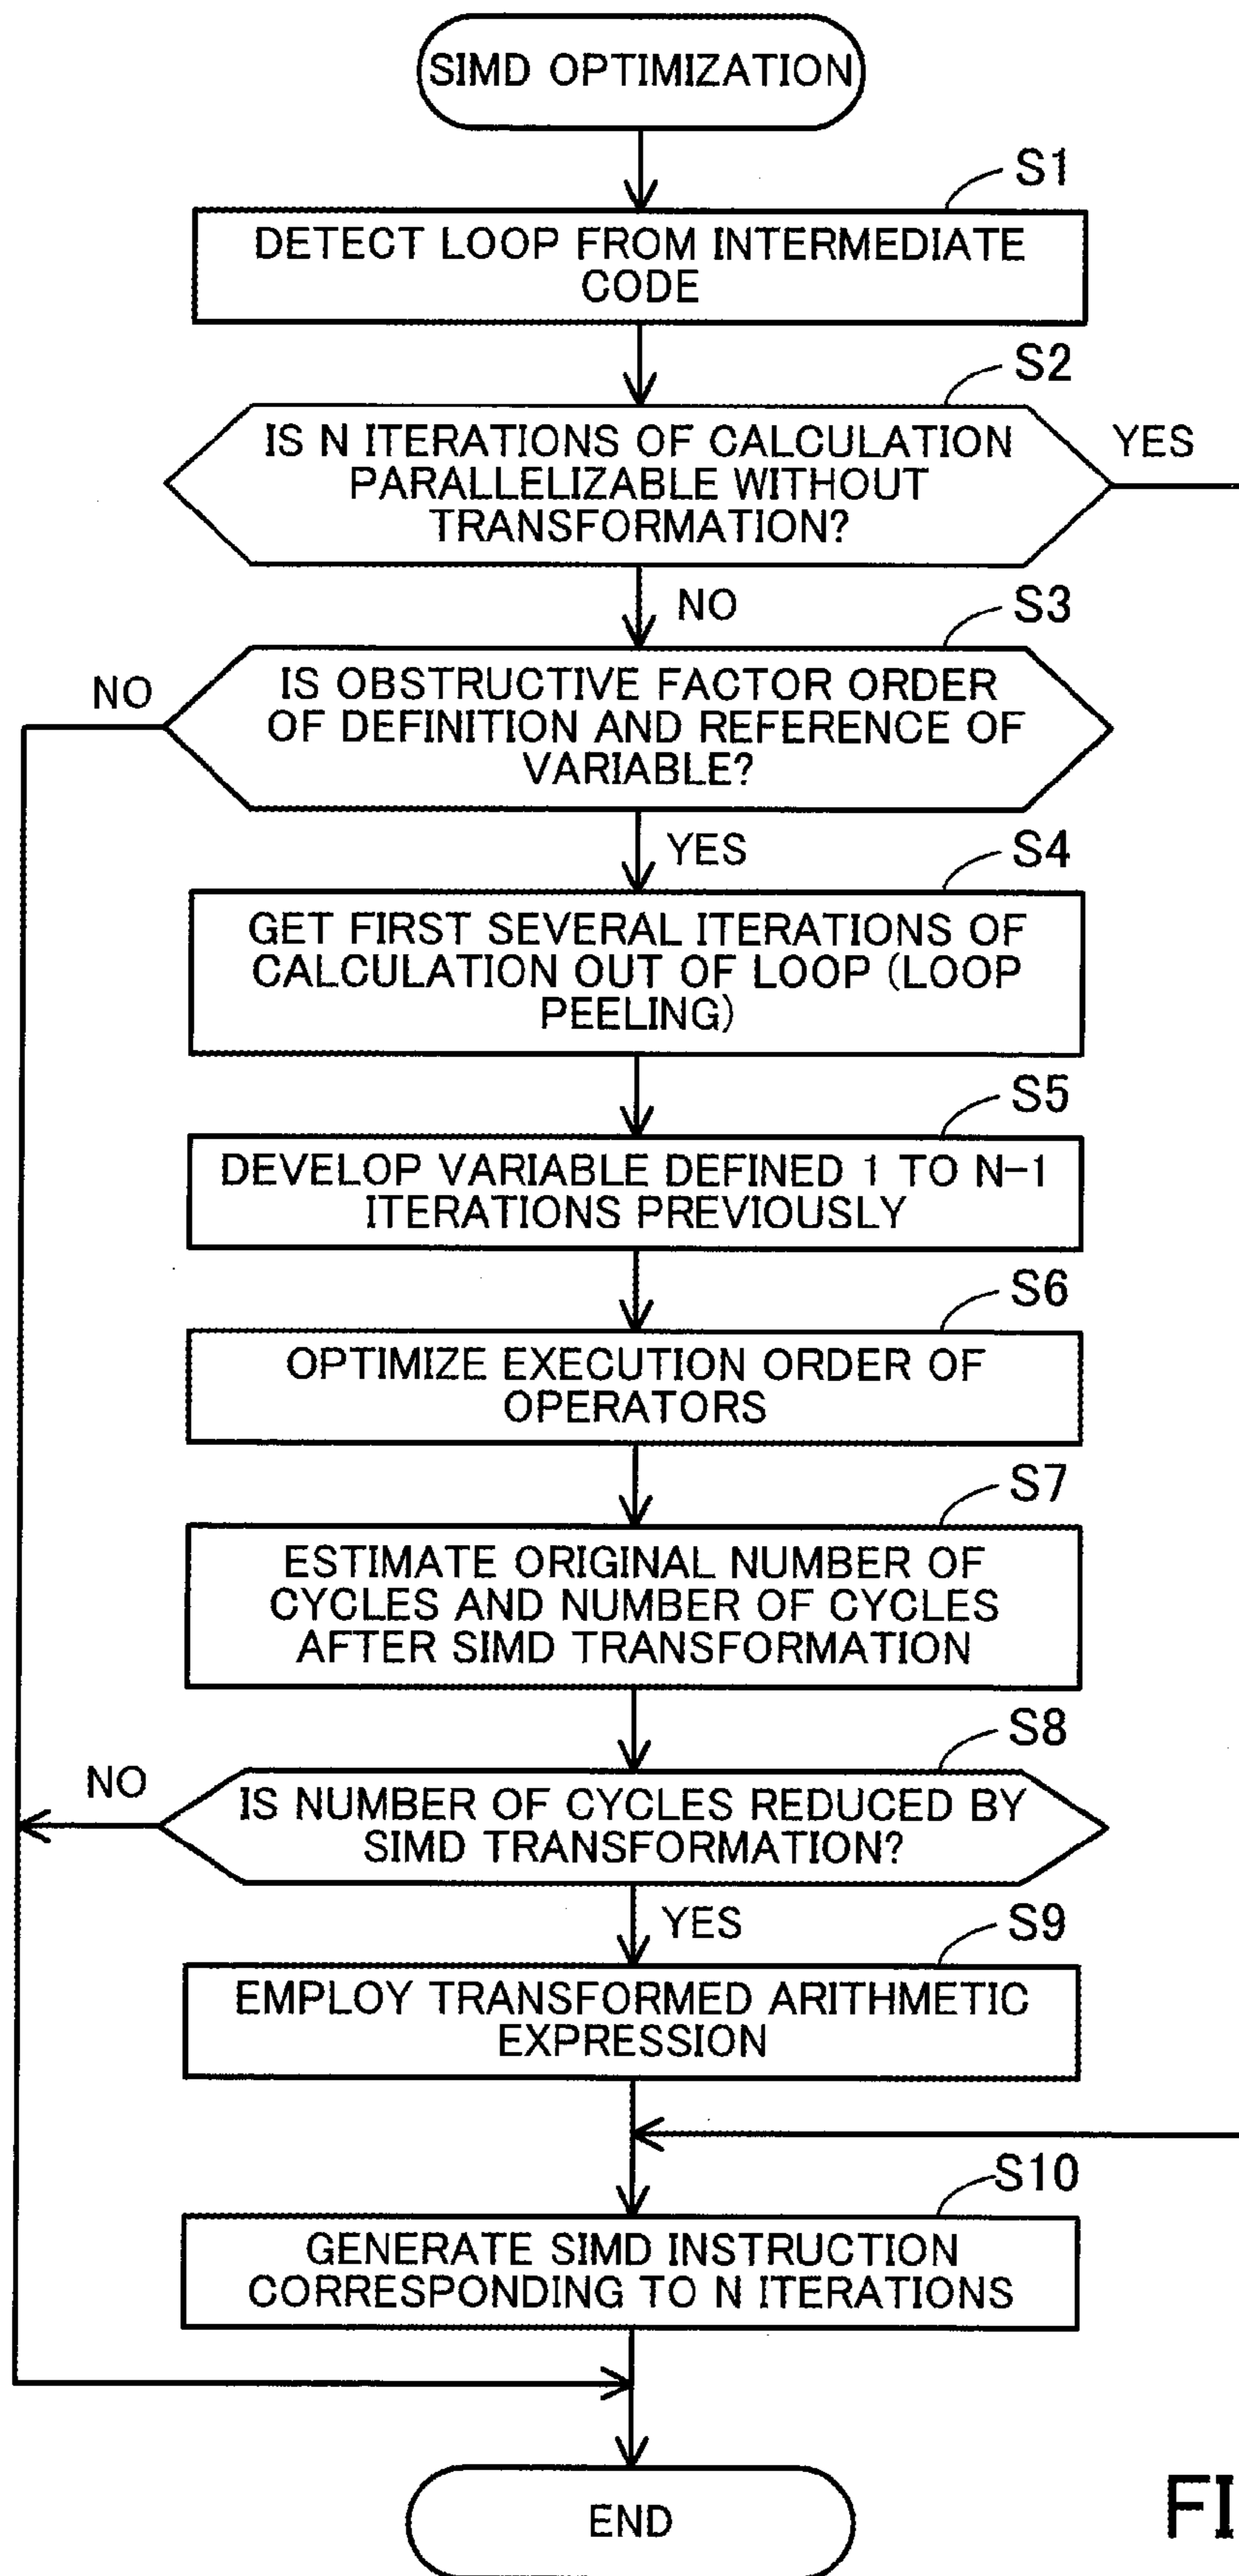 SIMD OPTIMIZATION
S1
DETECT LOOP FROM INTERMEDIATE
CODE
S2
IS N ITERATIONS OF CALCULATION
PARALLELIZABLE WITHOUT
TRANSFORMATION?
YES
NO
S3
NO
IS OBSTRUCTIVE FACTOR ORDER
OF DEFINITION AND REFERENCE OF
VARIABLE?
YES
S4
GET FIRST SEVERAL ITERATIONS OF
CALCULATION OUT OF LOOP (LOOP
PEELING)
S5
DEVELOP VARIABLE DEFINED 1 TO N-1
ITERATIONS PREVIOUSLY
S6
OPTIMIZE EXECUTION ORDER OF
OPERATORS
S7
ESTIMATE ORIGINAL NUMBER OF
CYCLES AND NUMBER OF CYCLES
AFTER SIMD TRANSFORMATION
S8
NO
IS NUMBER OF CYCLES REDUCED BY
SIMD TRANSFORMATION?
YES
S9
EMPLOY TRANSFORMED ARITHMETIC
EXPRESSION
S10
GENERATE SIMD INSTRUCTION
CORRESPONDING TO N ITERATIONS
END
FI